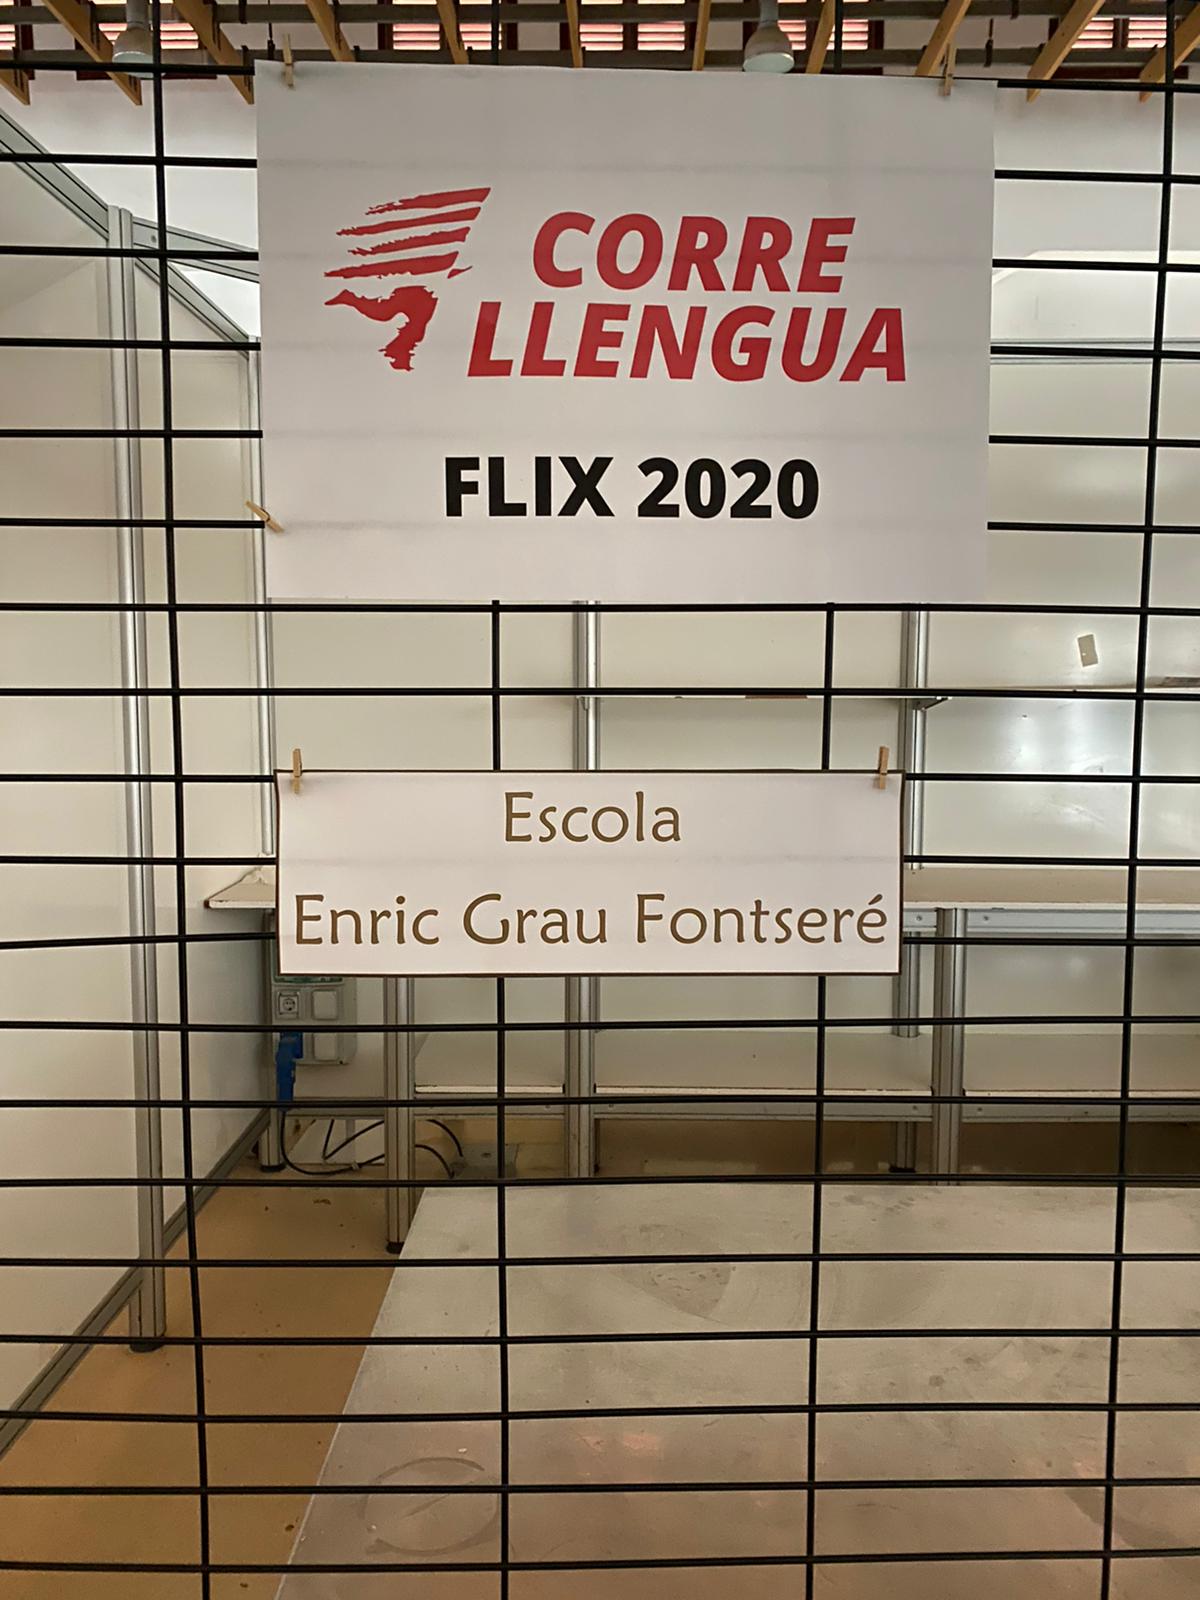 CORRE
LLENGUA
FLIX 2020
Escola
Enric Grau Fontseré